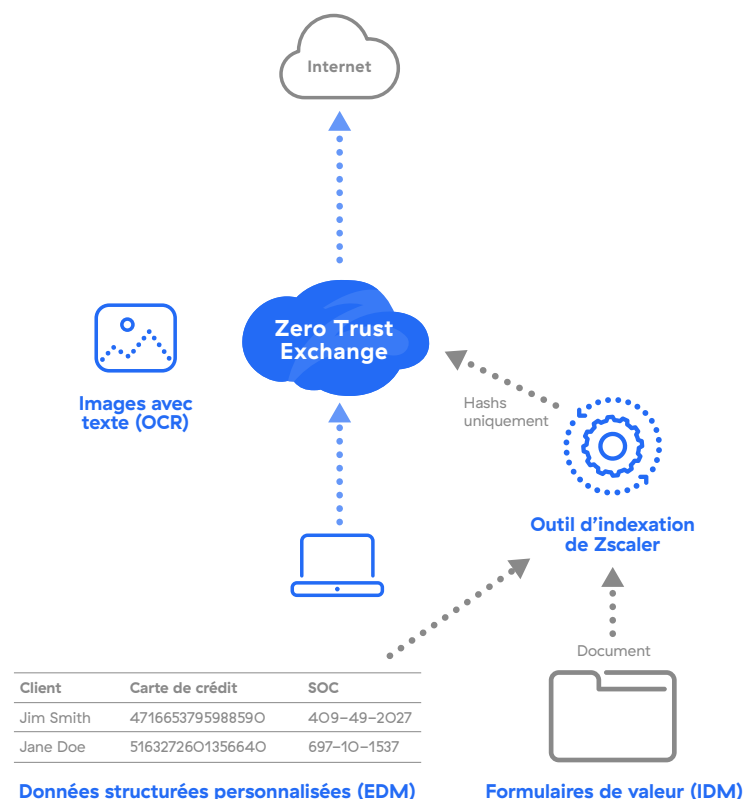 Internet
Zero Trust
Exchange
Images avec
texte (OCR)
Hashs
uniquement
Outil d’indexation
de Zscaler
Document
Client Carte de crédit SOC
Jim Smith 4716653795988590 409-49-2027
Jane Doe 5163272601356640 697-10-1537
Données structurées personnalisées (EDM)
Formulaires de valeur (IDM)